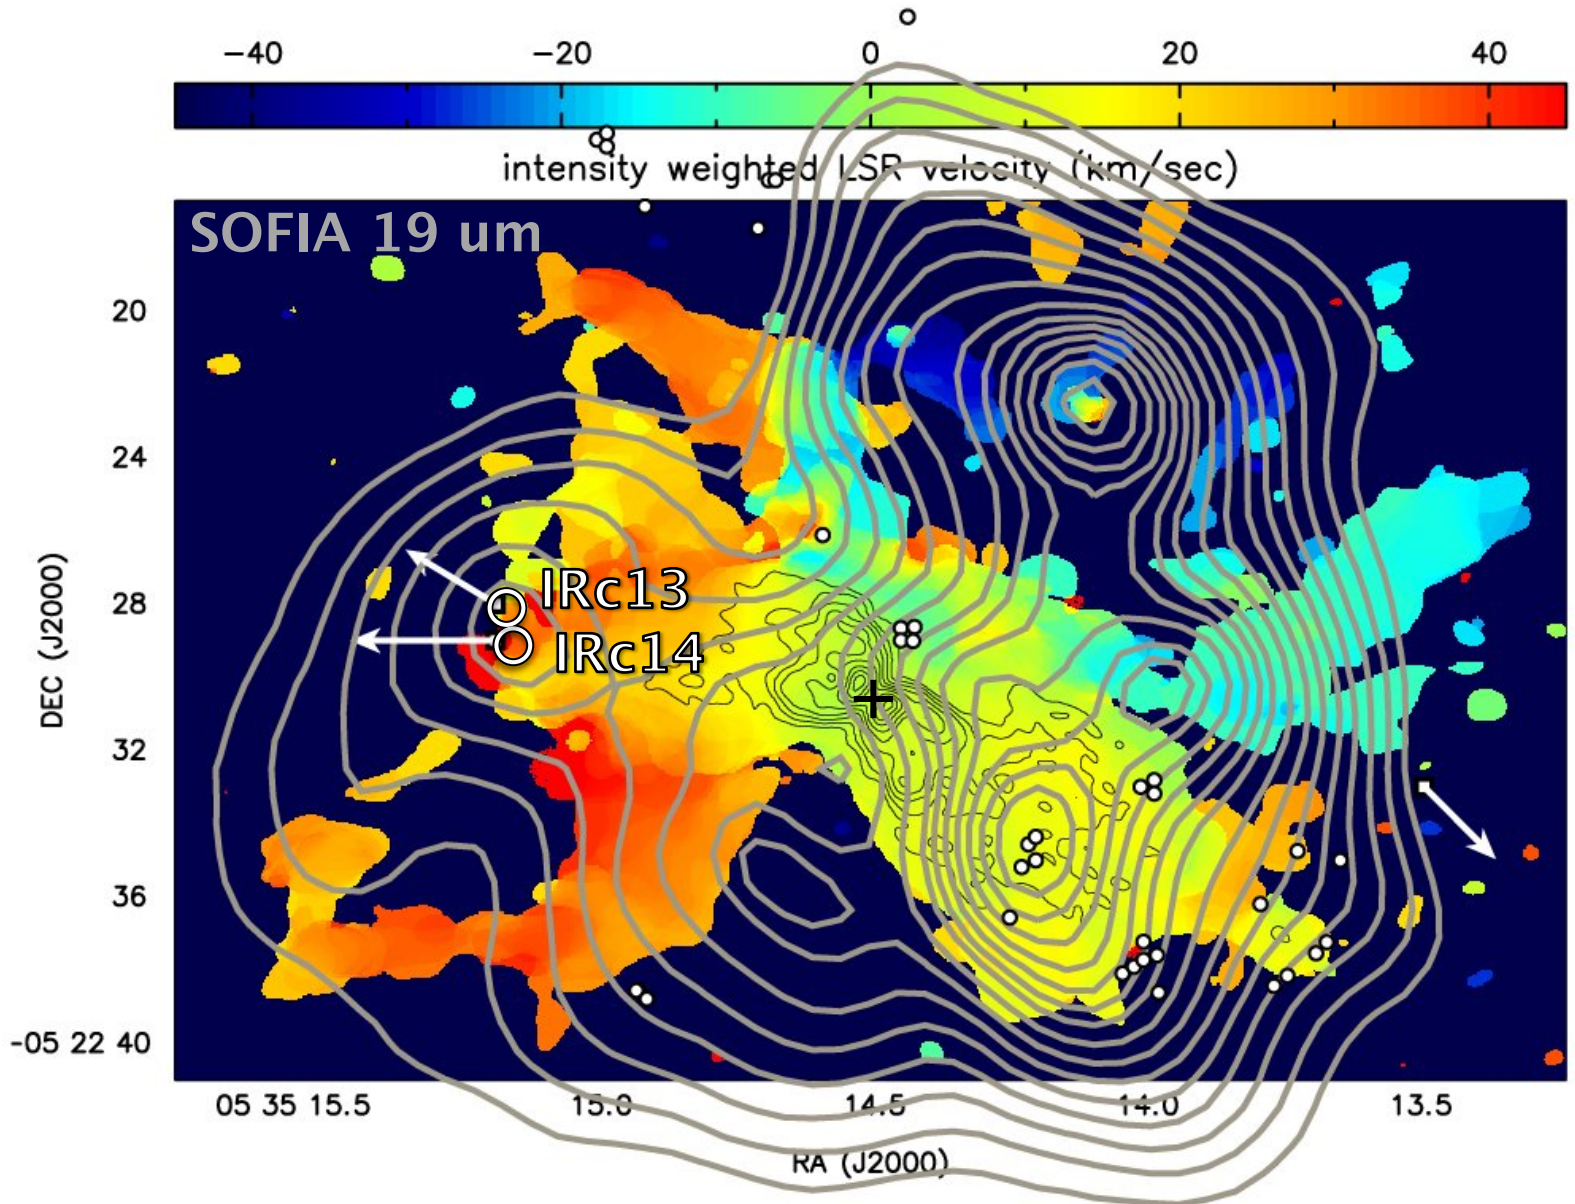 -40 -20 0 20 40
intensity weighted LSR velocity (km/sec)
SOFIA 19 um
20
24
28
32
36
-05 22 40
DEC (J2000)
IRc13
IRc14
05 35 15.5 15.0 14.5 14.0 13.5
RA (J2000)